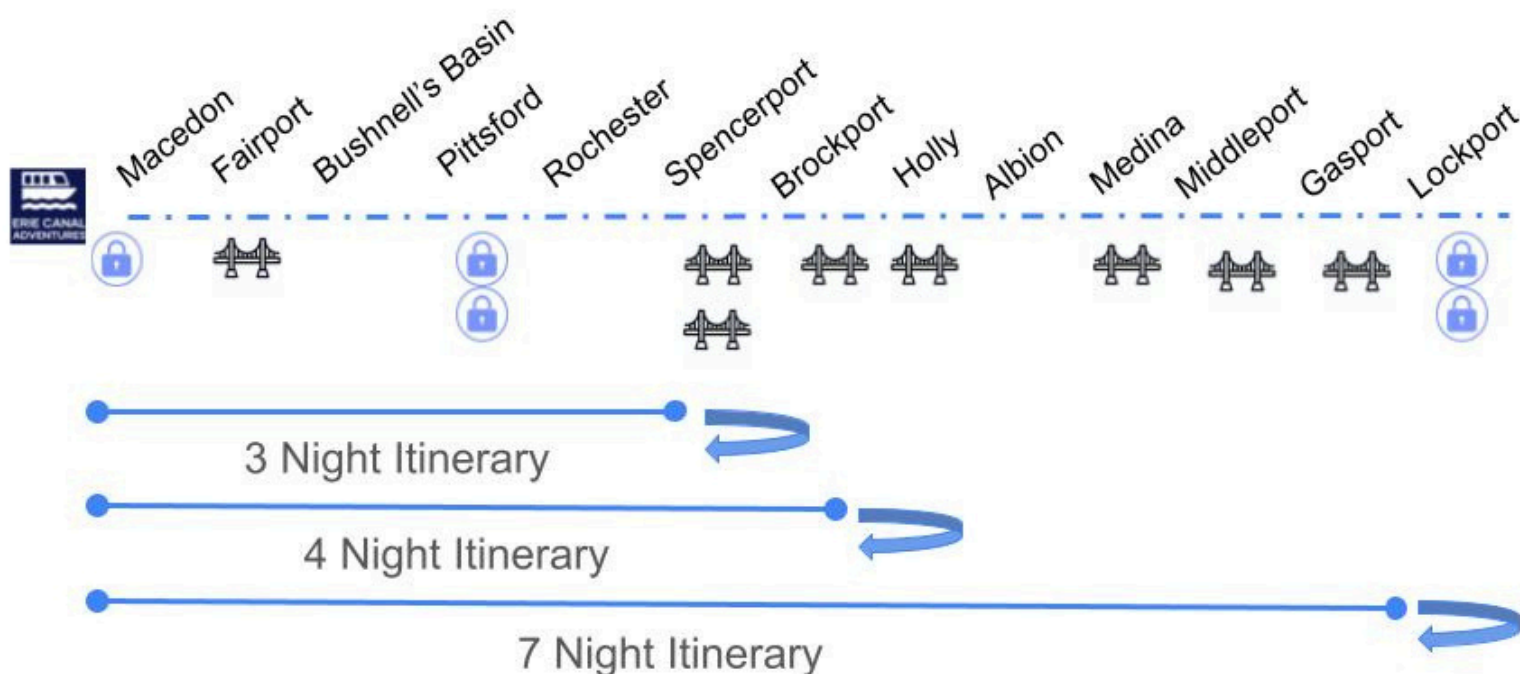 Macedon
Fairport
Bushnell's Basin
Pittsford
Rochester
Spencerport
Brockport
Holly
Albion
Medina
Middleport
Gasport
Lockport
ERIE CANAL
ADVENTURES
3 Night Itinerary
4 Night Itinerary
7 Night Itinerary